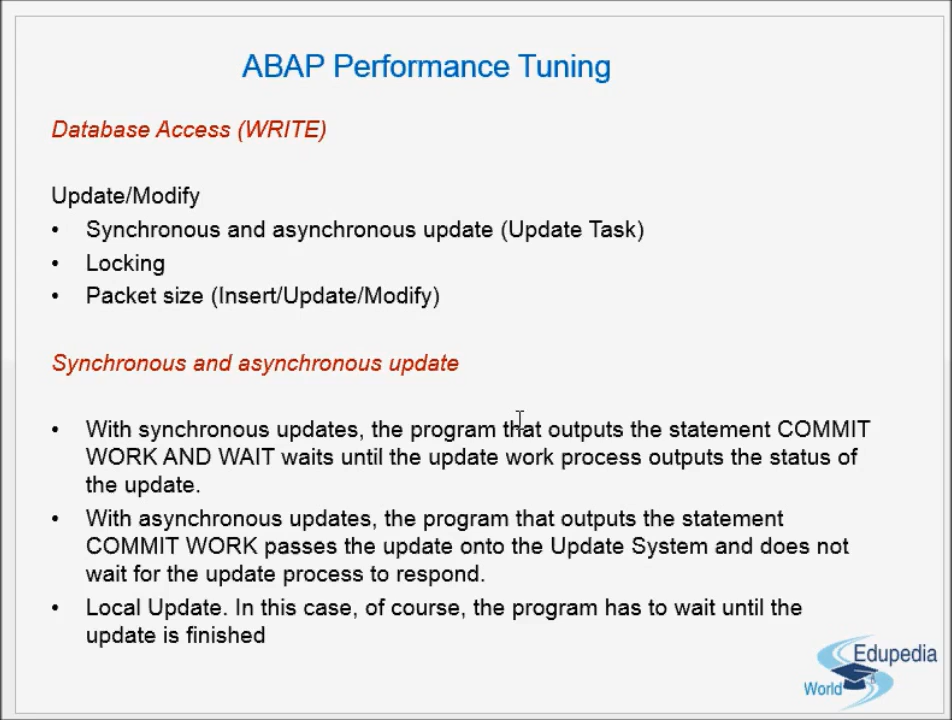 ABAP Performance Tuning
Database Access (WRITE)
Update/Modify
• Synchronous and asynchronous update (Update Task)
• Locking
• Packet size (Insert/Update/Modify)
Synchronous and asynchronous update
• With synchronous updates, the program that outputs the statement COMMIT
WORK AND WAIT waits until the update work process outputs the status of
the update.
• With asynchronous updates, the program that outputs the statement
COMMIT WORK passes the update onto the Update System and does not
wait for the update process to respond.
• Local Update. In this case, of course, the program has to wait until the
update is finished
Edupedia
World